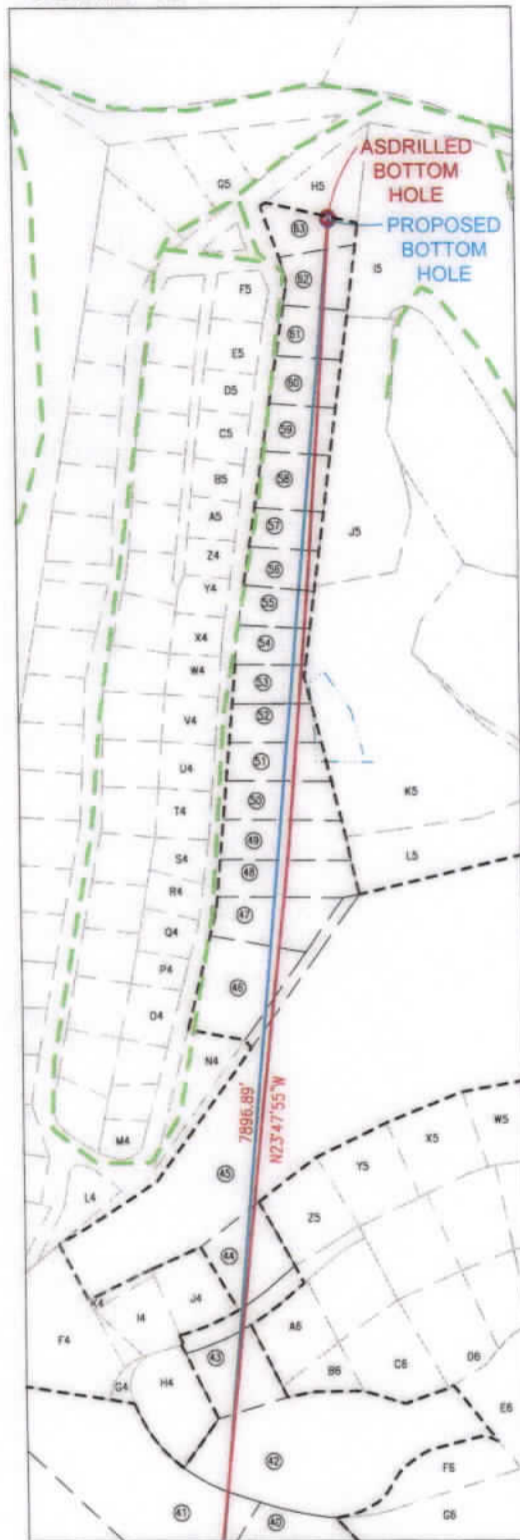 ASDRILLED
BOTTOM
HOLE
PROPOSED
BOTTOM
HOLE
G5
H5
63
I5
62
F5
61
E5
60
D5
59
C5
58
B5
J5
A5
57
Z4
56
Y4
55
X4
54
W4
53
52
V4
51
U4
K5
50
T4
49
L5
S4
48
R4
47
Q4
P4
46
O4
N4
7896.89'
N23°47'55"W
M4
W5
X5
Y5
45
L4
Z5
44
J4
I4
F4
A6
43
D6
C6
B6
G4
H4
E6
42
F6
41
40
G6